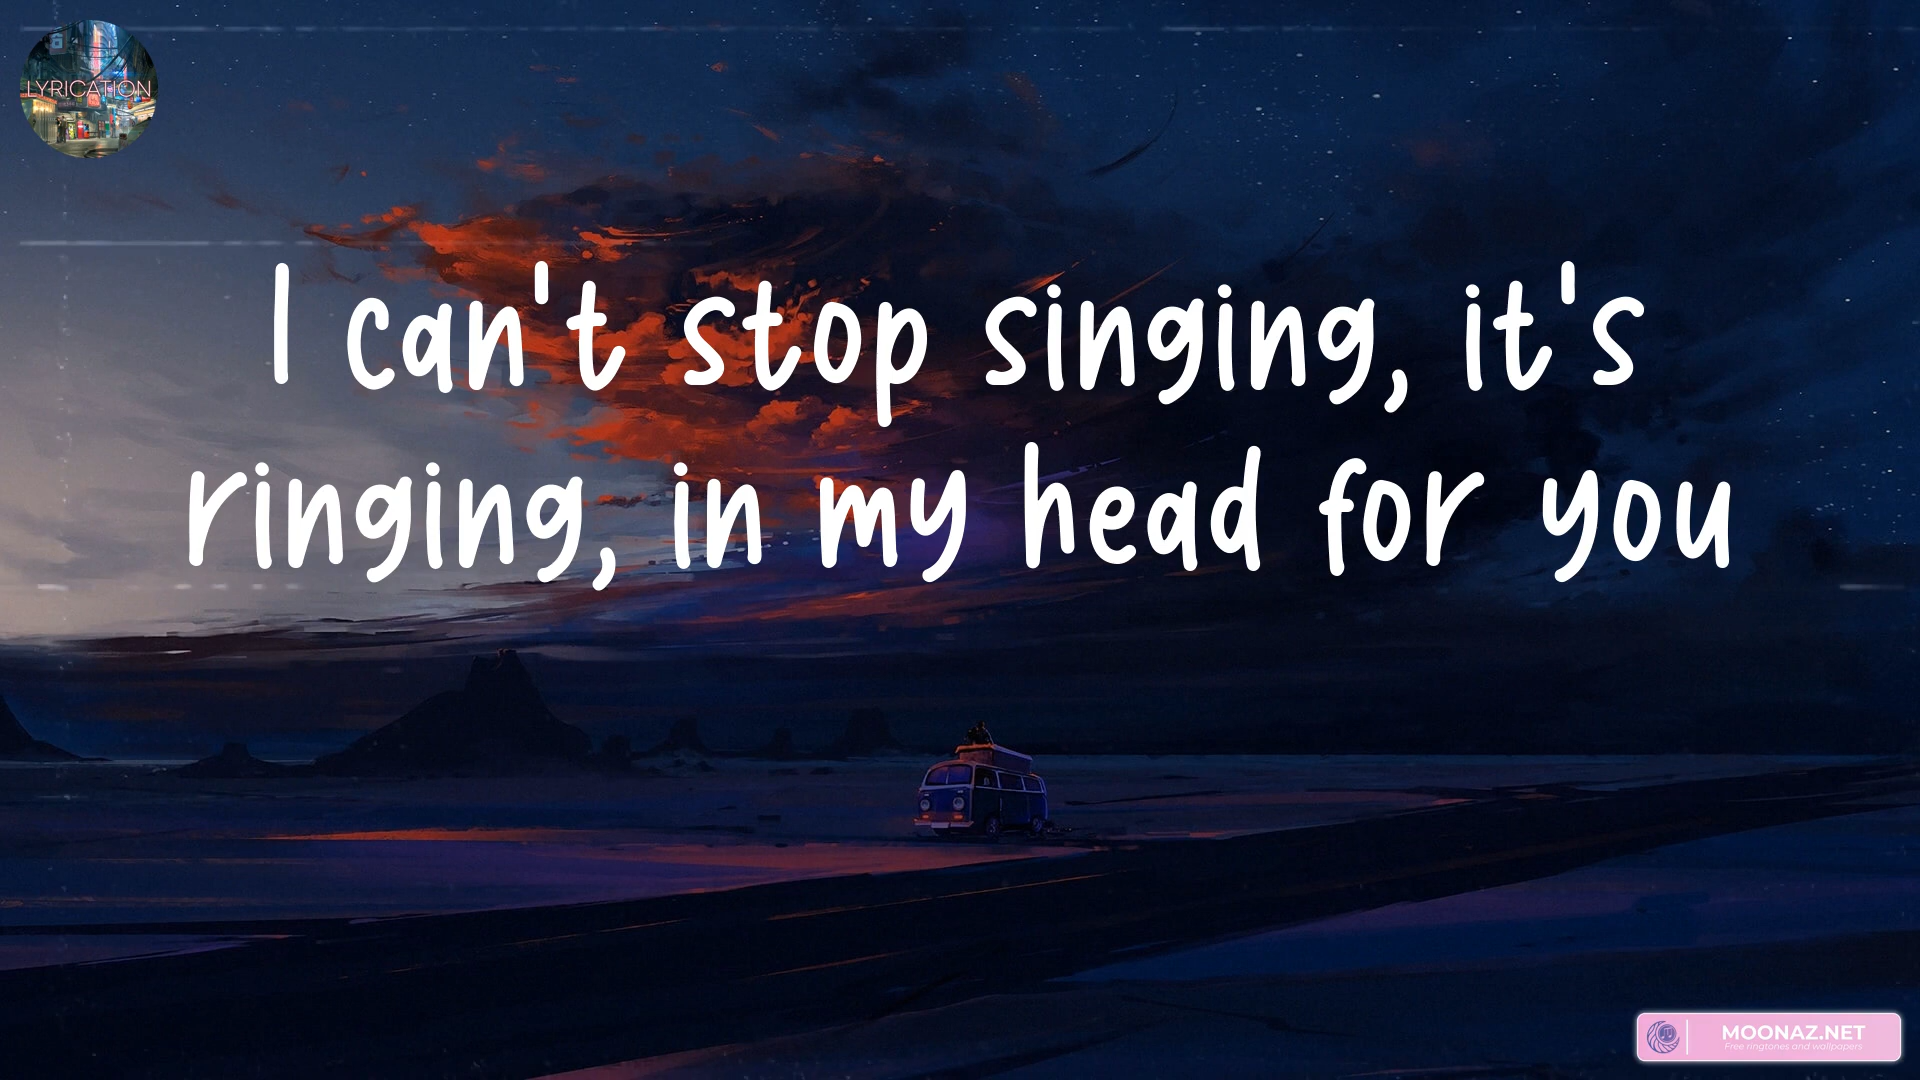 LYRICATION
I can't stop singing, it's
ringing, in my head for you
MOONAZ.NET
Free ringtones and wallpapers